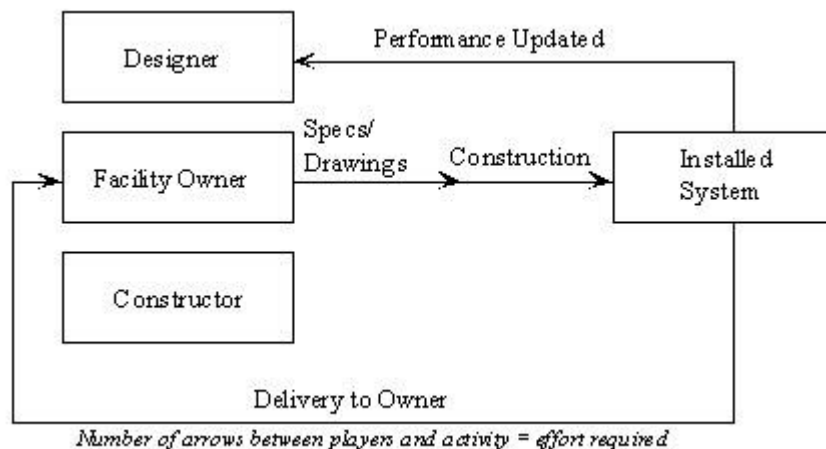 Performance Updated
Designer
Specs/
Drawings
Construction
Installed
System
Facility Owner
Constructor
Delivery to Owner
Number of arrows between players and activity = effort required